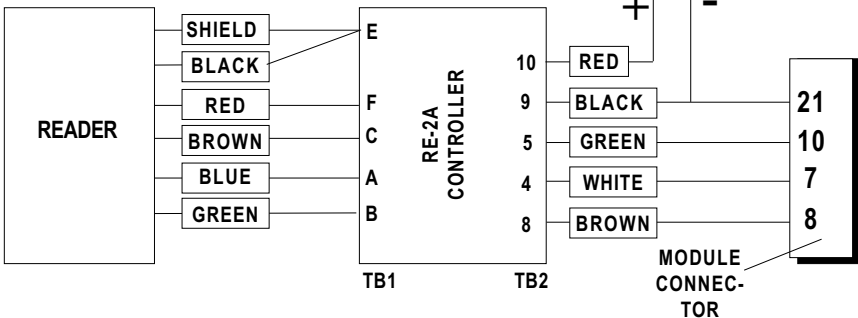 + -
SHIELD
BLACK
RED
BROWN
BLUE
GREEN
READER
E
F
C
A
B
RE-2A
CONTROLLER
10
9
5
4
8
RED
BLACK
GREEN
WHITE
BROWN
21
10
7
8
TB1
TB2
MODULE
CONNEC-
TOR